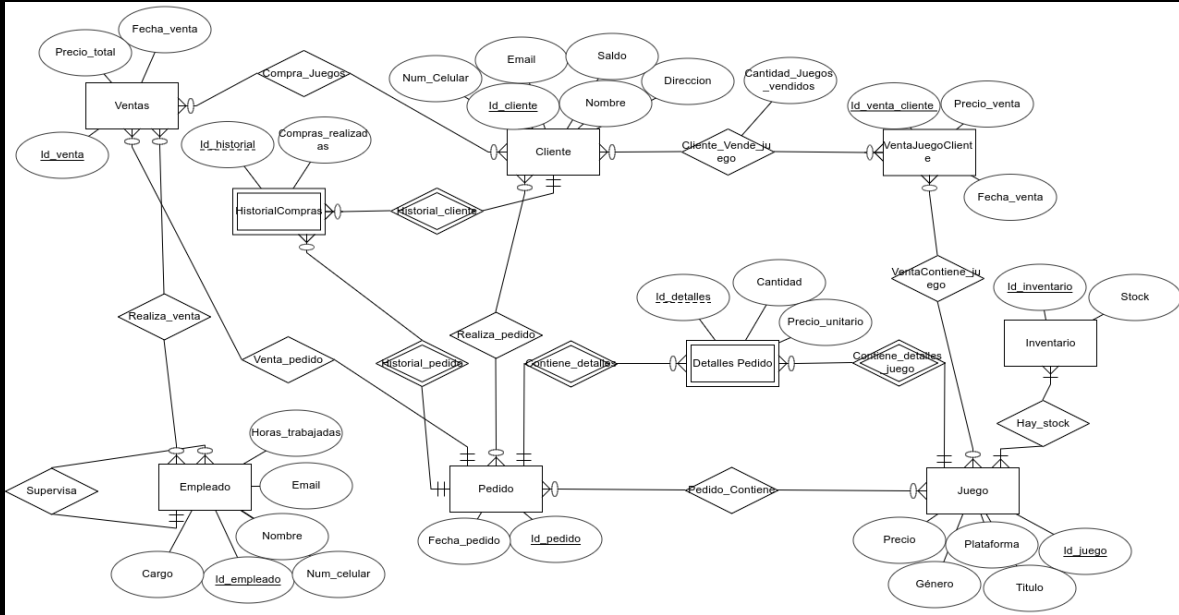 Fecha_venta
Precio_total
Ventas
Id_venta
Compra_Juegos
Email
Saldo
Num_Celular
Direccion
Id_cliente
Nombre
Cliente
Cantidad_Juegos
_vendidos
Cliente_Vende_ju
ego
Id_venta_cliente
Precio_venta
VentaJuegoClient
e
Fecha_venta
Id_historial
Compras_realiz
adas
HistorialCompras
Historial_cliente
VentaContiene_ju
ego
Id_inventario
Stock
Inventario
Realiza_venta
Venta_pedido
Historial_pedido
Realiza_pedido
Contiene_detalles
Id_detalles
Cantidad
Precio_unitario
Detalles Pedido
Contiene_detalles
_juego
Hay_stock
Horas_trabajadas
Supervisa
Empleado
Email
Nombre
Cargo
Id_empleado
Num_celular
Pedido
Fecha_pedido
Id_pedido
Pedido_Contiene
Juego
Precio
Plataforma
Id_juego
Género
Titulo